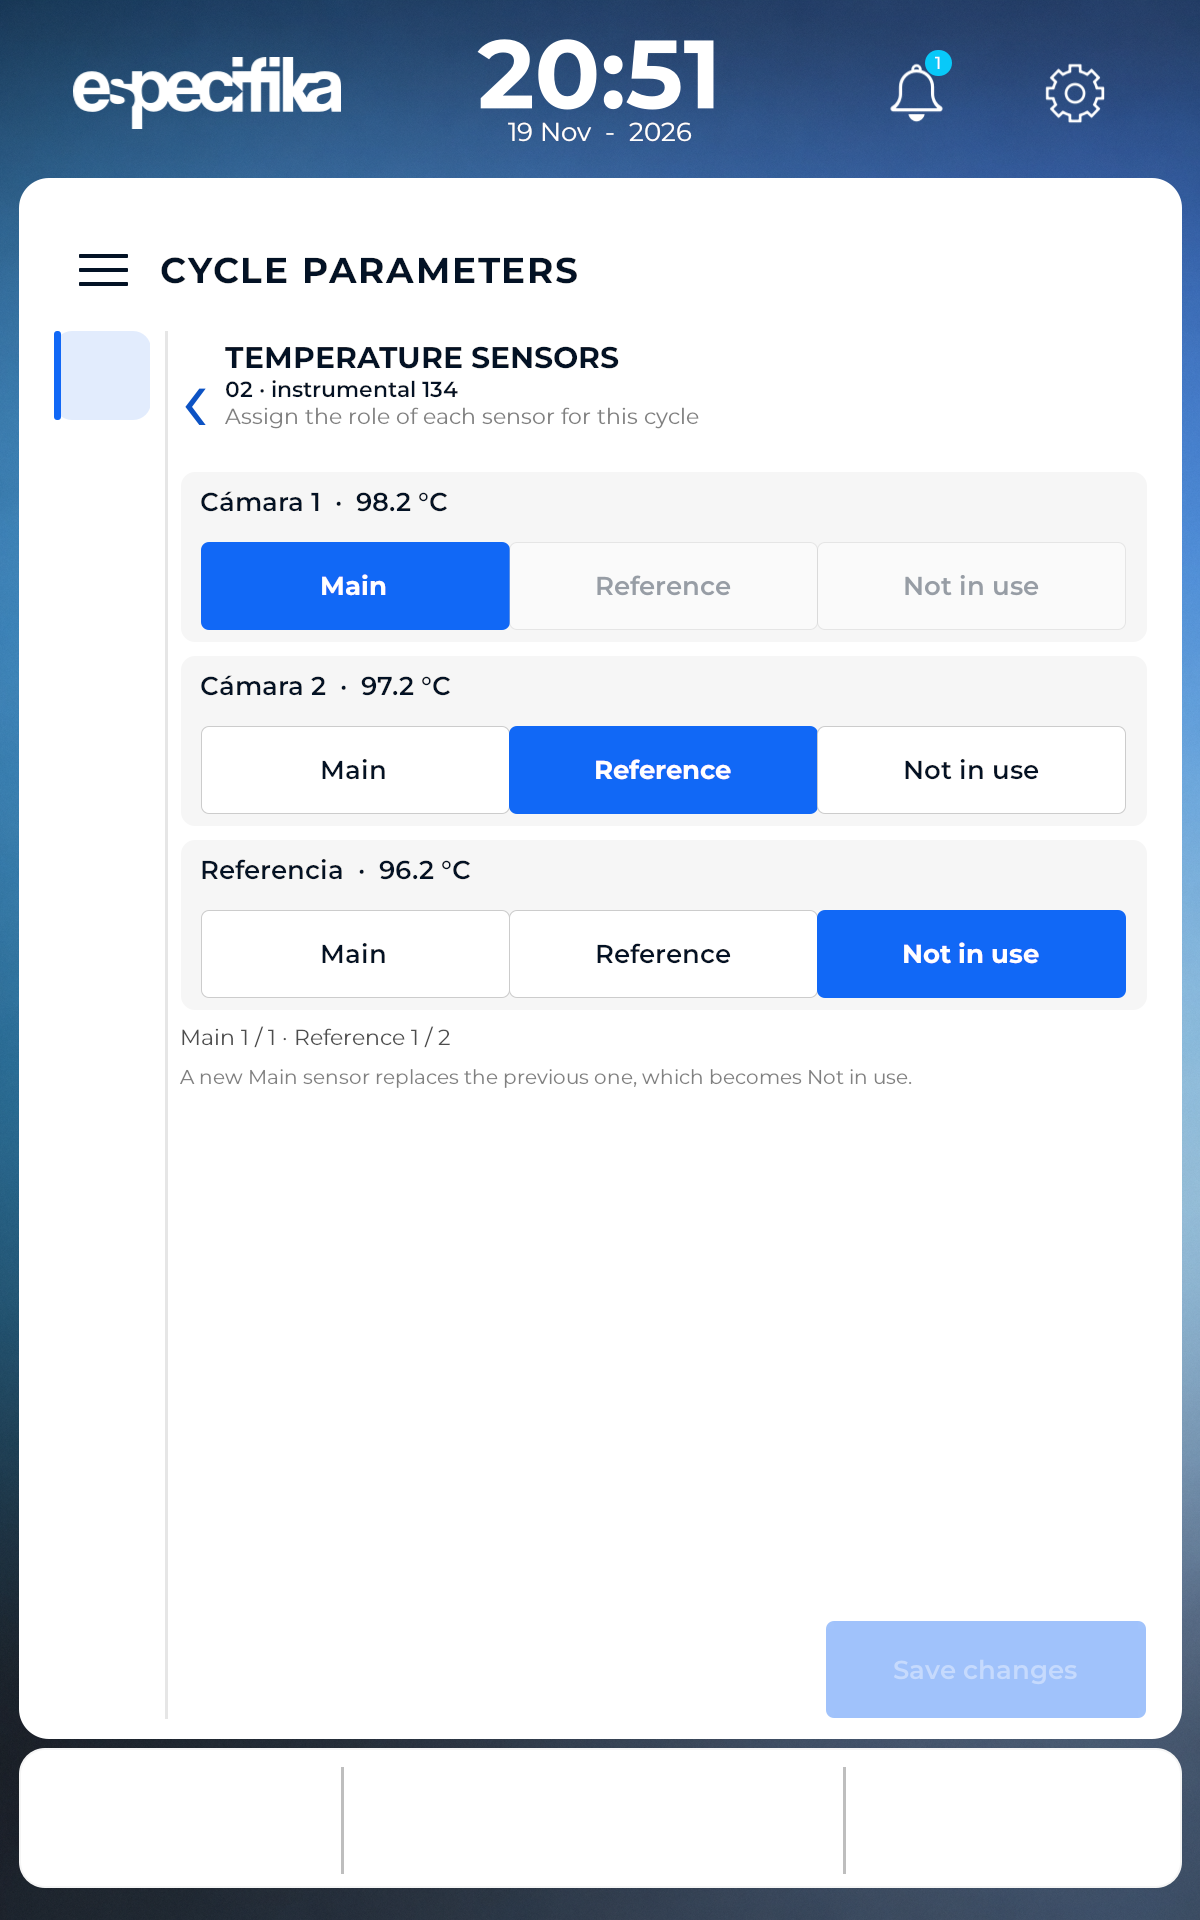 especifika
20:51
19 Nov - 2026
1
CYCLE PARAMETERS
TEMPERATURE SENSORS
02 · instrumental 134
Assign the role of each sensor for this cycle
Cámara 1 · 98.2 °C
Main Reference Not in use
Cámara 2 · 97.2 °C
Main Reference Not in use
Referencia · 96.2 °C
Main Reference Not in use
Main 1 / 1 · Reference 1 / 2
A new Main sensor replaces the previous one, which becomes Not in use.
Save changes